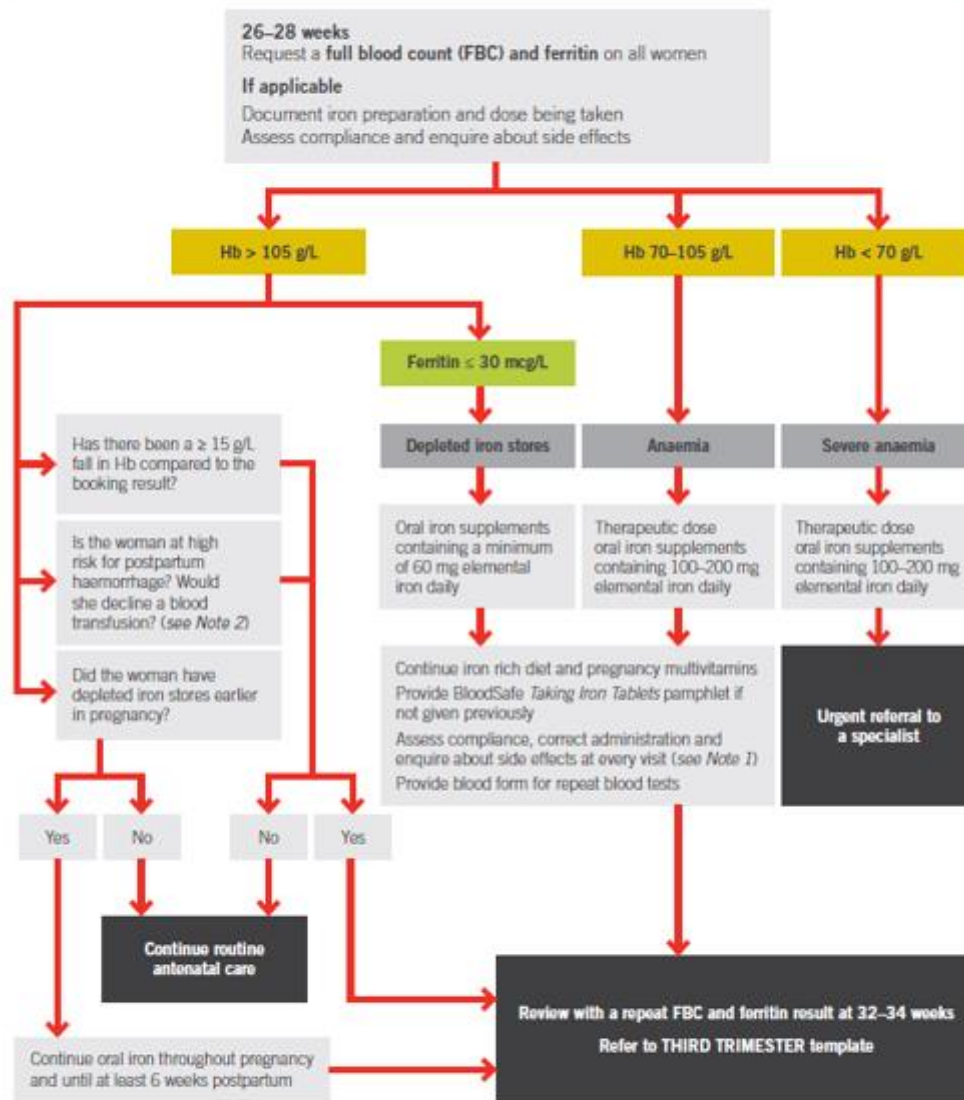 26–28 weeks
Request a full blood count (FBC) and ferritin on all women
If applicable
Document iron preparation and dose being taken
Assess compliance and enquire about side effects
Hb > 105 g/L
Hb 70–105 g/L
Hb < 70 g/L
Ferritin ≤ 30 mcg/L
Depleted iron stores
Anaemia
Severe anaemia
Has there been a ≥ 15 g/L
fall in Hb compared to the
booking result?
Is the woman at high
risk for postpartum
haemorrhage? Would
she decline a blood
transfusion? (see Note 2)
Did the woman have
depleted iron stores earlier
in pregnancy?
Oral iron supplements
containing a minimum
of 60 mg elemental
iron daily
Therapeutic dose
oral iron supplements
containing 100–200 mg
elemental iron daily
Therapeutic dose
oral iron supplements
containing 100–200 mg
elemental iron daily
Continue iron rich diet and pregnancy multivitamins
Provide BloodSafe Taking Iron Tablets pamphlet if
not given previously
Assess compliance, correct administration and
enquire about side effects at every visit (see Note 1)
Provide blood form for repeat blood tests
Urgent referral to
a specialist
Yes
No
No
Yes
Continue routine
antenatal care
Review with a repeat FBC and ferritin result at 32–34 weeks
Refer to THIRD TRIMESTER template
Continue oral iron throughout pregnancy
and until at least 6 weeks postpartum